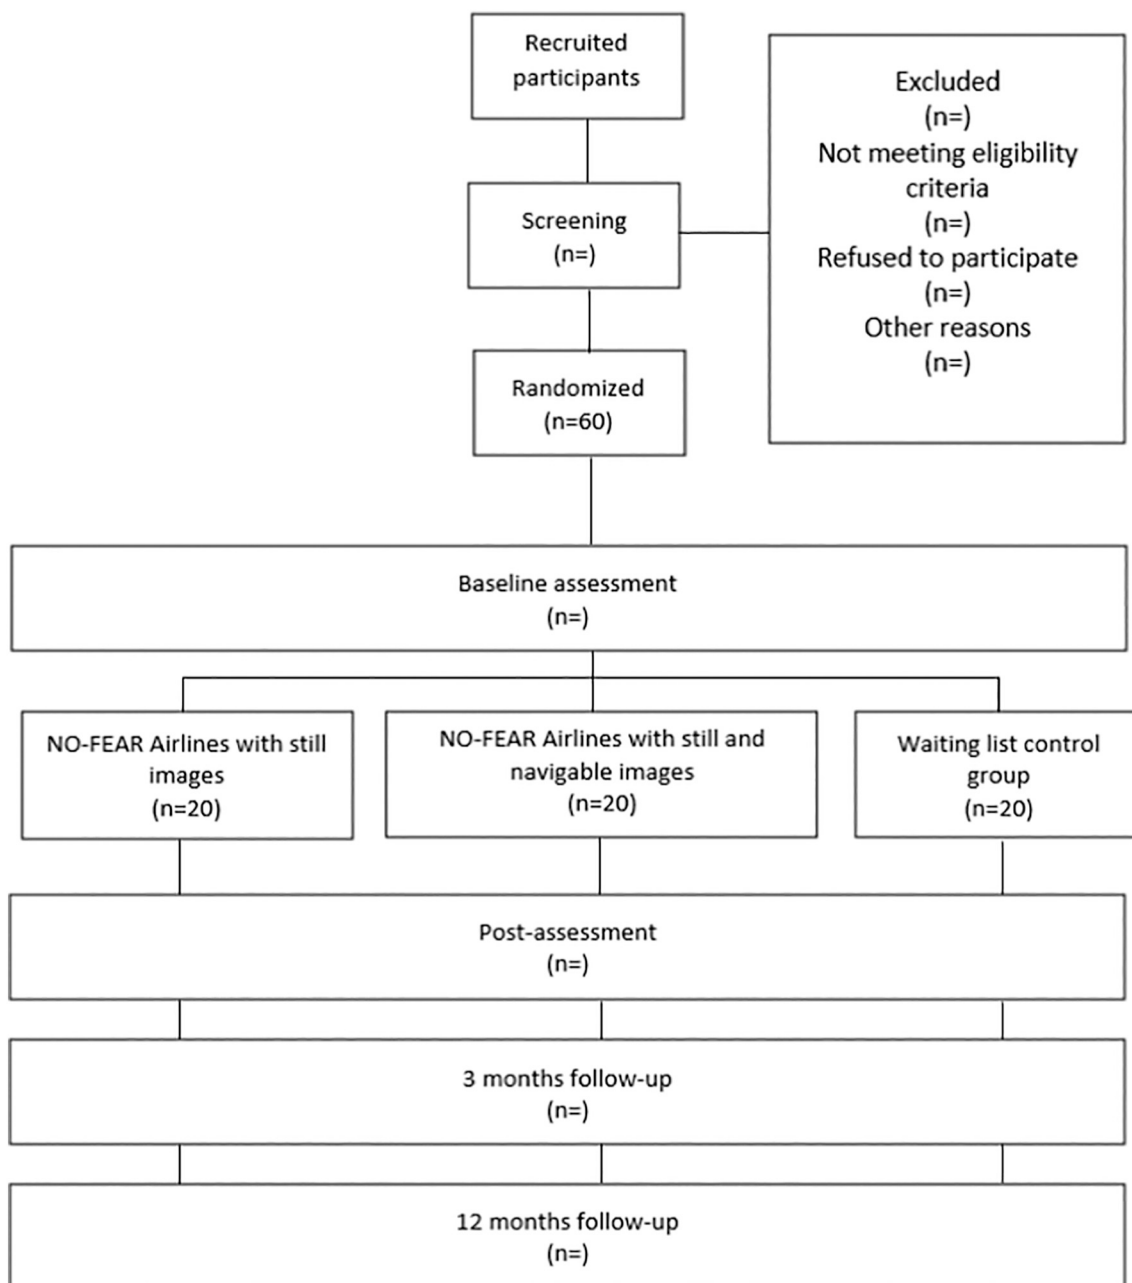 Recruited
participants
Excluded
(n=)
Not meeting eligibility
criteria
(n=)
Refused to participate
(n=)
Other reasons
(n=)
Screening
(n=)
Randomized
(n=60)
Baseline assessment
(n=)
NO-FEAR Airlines with still
images
(n=20)
NO-FEAR Airlines with still and
navigable images
(n=20)
Waiting list control
group
(n=20)
Post-assessment
(n=)
3 months follow-up
(n=)
12 months follow-up
(n=)